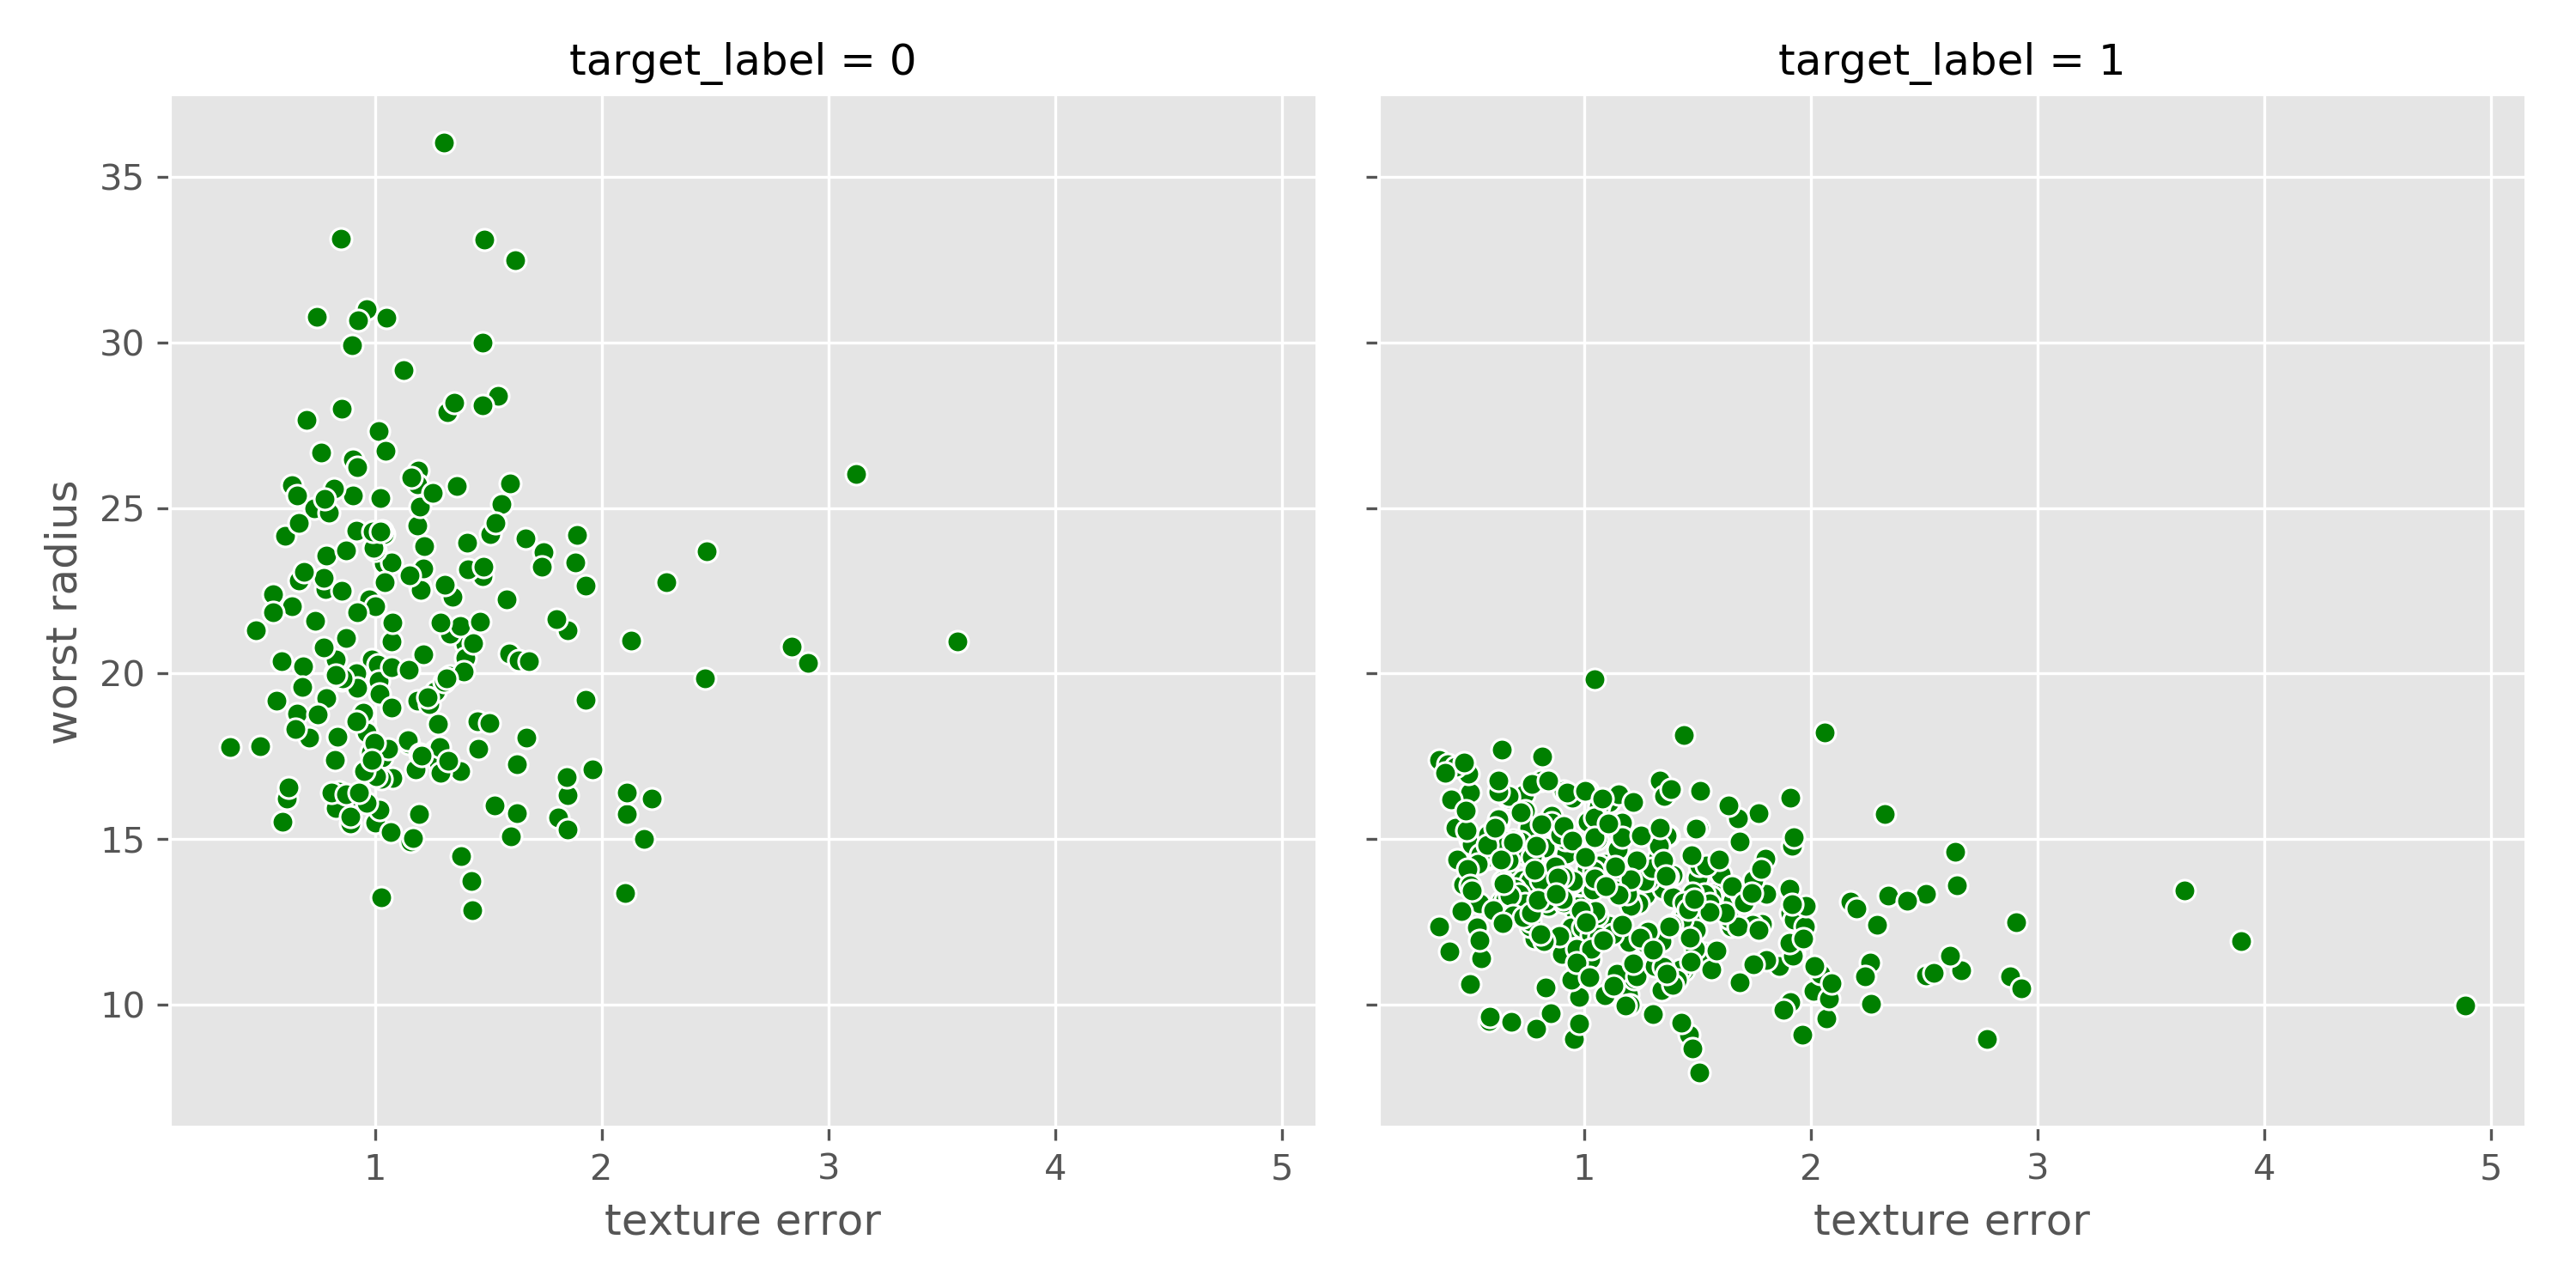 target_label = 0
target_label = 1
worst radius
35
30
25
20
15
10
1 2 3 4 5
1 2 3 4 5
texture error
texture error